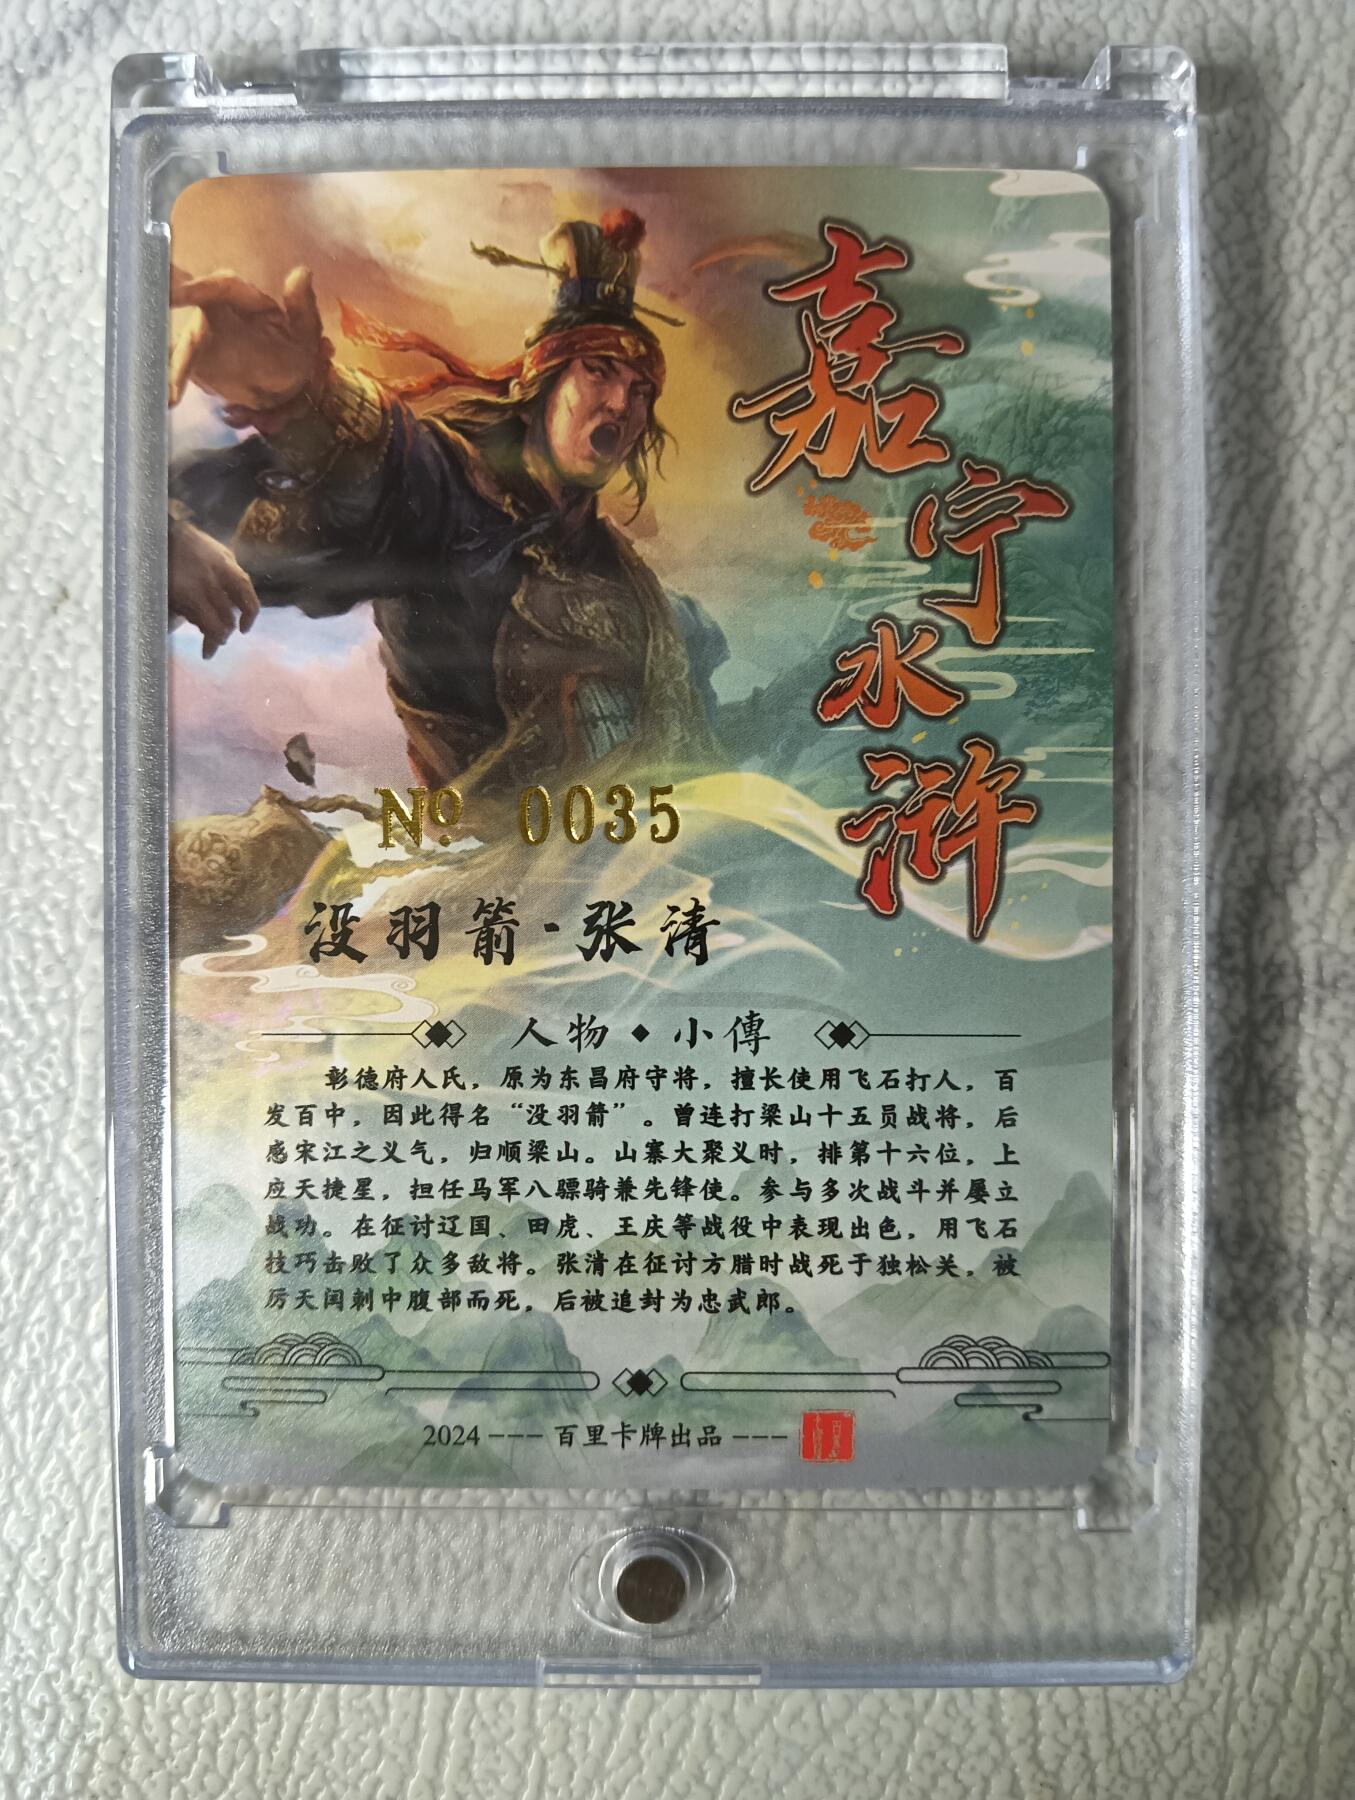 嘉宁水浒
№ 0035
没羽箭·张清
人物◆小傳
彰德府人氏，原为东昌府守将，擅长使用飞石打人，百
发百中，因此得名“没羽箭”。曾连打梁山十五员战将，后
感宋江之义气，归顺梁山。山寨大聚义时，排第十六位，上
应天捷星，担任马军八骠骑兼先锋使。参与多次战斗并屡立
战功。在征讨辽国、田虎、王庆等战役中表现出色，用飞石
技巧击败了众多敌将。张清在征讨方腊时战死于独松关，被
厉天闰刺中腹部而死，后被追封为忠武郎。
2024 --- 百里卡牌出品 ---